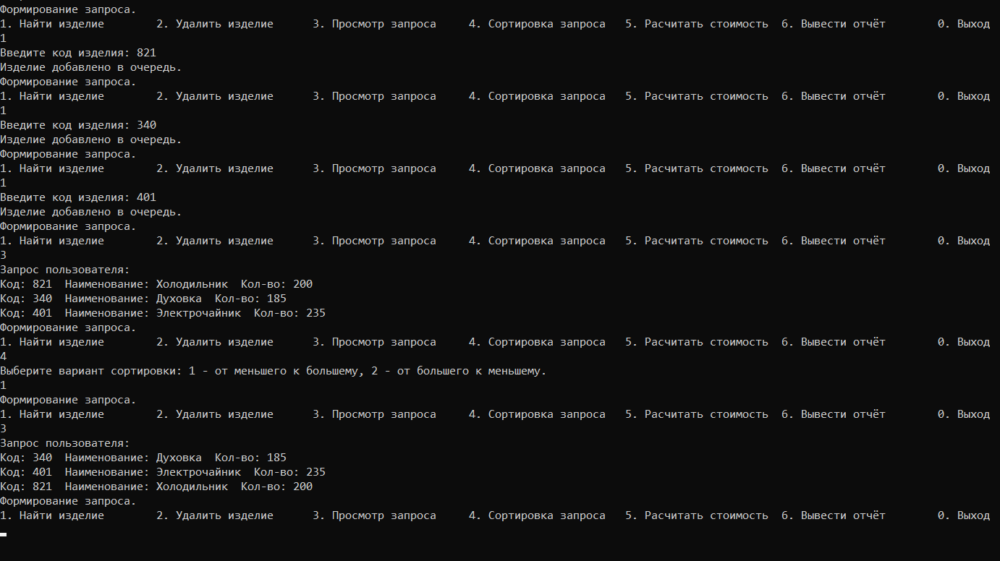 Формирование запроса.
1. Найти изделие 2. Удалить изделие 3. Просмотр запроса 4. Сортировка запроса 5. Расчитать стоимость 6. Вывести отчёт 0. Выход
1
Введите код изделия: 821
Изделие добавлено в очередь.
Формирование запроса.
1. Найти изделие 2. Удалить изделие 3. Просмотр запроса 4. Сортировка запроса 5. Расчитать стоимость 6. Вывести отчёт 0. Выход
1
Введите код изделия: 340
Изделие добавлено в очередь.
Формирование запроса.
1. Найти изделие 2. Удалить изделие 3. Просмотр запроса 4. Сортировка запроса 5. Расчитать стоимость 6. Вывести отчёт 0. Выход
1
Введите код изделия: 401
Изделие добавлено в очередь.
Формирование запроса.
1. Найти изделие 2. Удалить изделие 3. Просмотр запроса 4. Сортировка запроса 5. Расчитать стоимость 6. Вывести отчёт 0. Выход
3
Запрос пользователя:
Код: 821 Наименование: Холодильник Кол-во: 200
Код: 340 Наименование: Духовка Кол-во: 185
Код: 401 Наименование: Электрочайник Кол-во: 235
Формирование запроса.
1. Найти изделие 2. Удалить изделие 3. Просмотр запроса 4. Сортировка запроса 5. Расчитать стоимость 6. Вывести отчёт 0. Выход
4
Выберите вариант сортировки: 1 - от меньшего к большему, 2 - от большего к меньшему.
1
Формирование запроса.
1. Найти изделие 2. Удалить изделие 3. Просмотр запроса 4. Сортировка запроса 5. Расчитать стоимость 6. Вывести отчёт 0. Выход
3
Запрос пользователя:
Код: 340 Наименование: Духовка Кол-во: 185
Код: 401 Наименование: Электрочайник Кол-во: 235
Код: 821 Наименование: Холодильник Кол-во: 200
Формирование запроса.
1. Найти изделие 2. Удалить изделие 3. Просмотр запроса 4. Сортировка запроса 5. Расчитать стоимость 6. Вывести отчёт 0. Выход